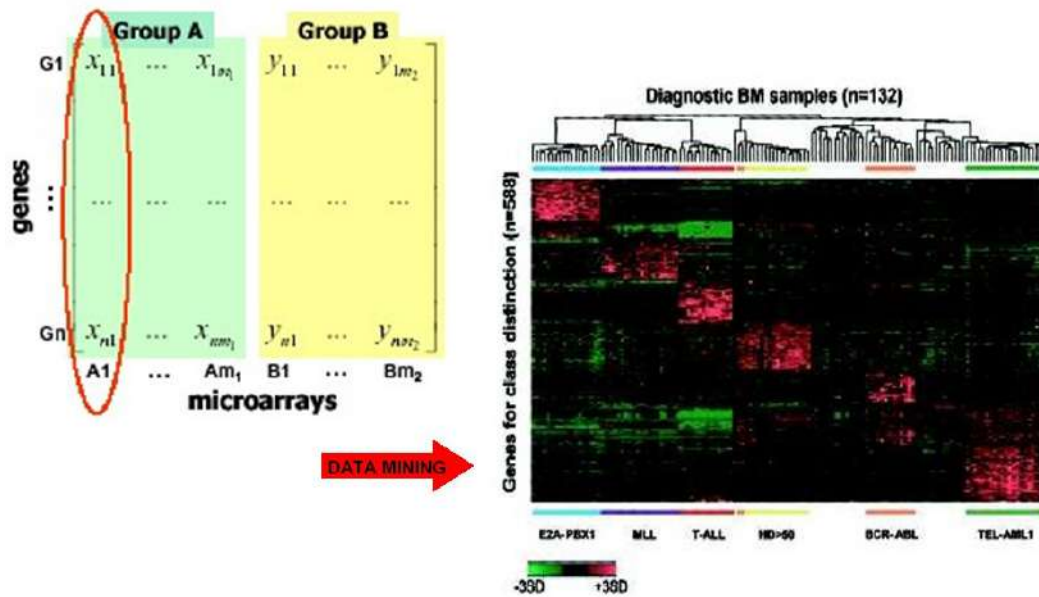 Group A Group B
G1 x11 ... x1m1 y11 ... y1m2
genes
... ... ... ... ... ... ...
Gn xn1 ... xnm1 yn1 ... ynm2
A1 ... Am1 B1 ... Bm2
microarrays
DATA MINING
Diagnostic BM samples (n=132)
Genes for class distinction (n=588)
E2A-PBX1 MLL T-ALL HD>50 BCR-ABL TEL-AML1
-3SD +3SD